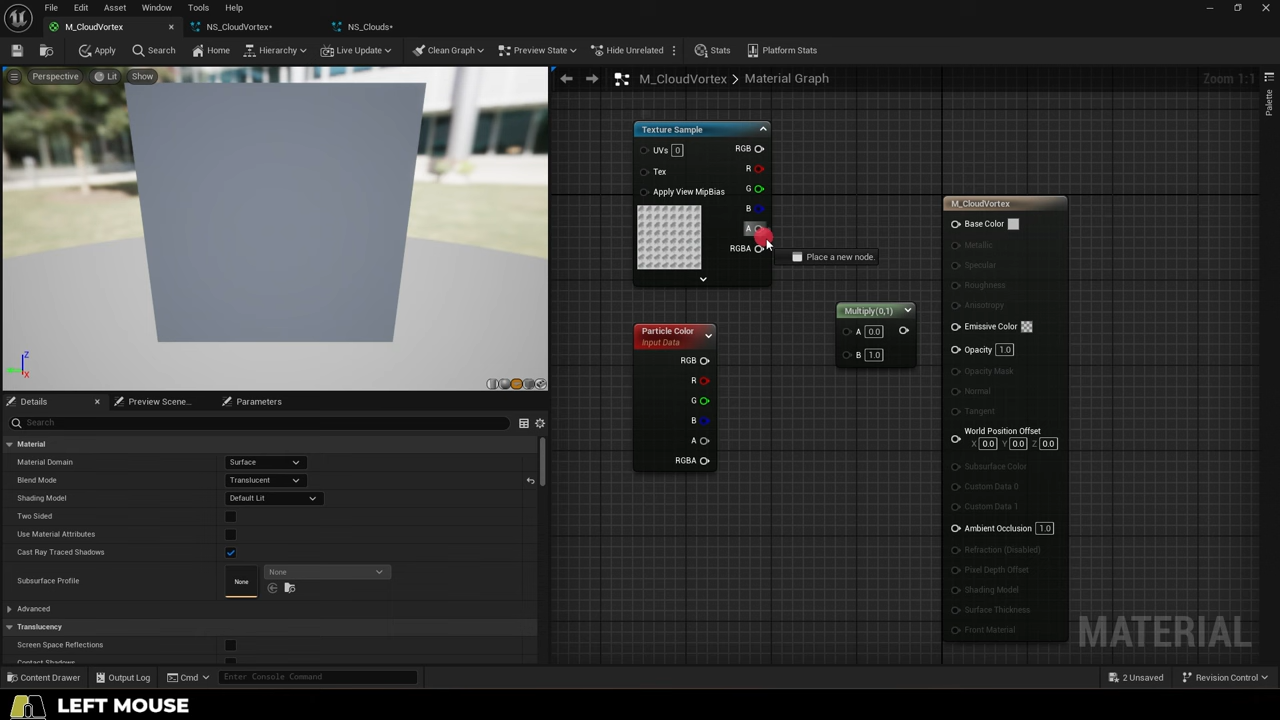 File Edit Asset Window Tools Help
M_CloudVortex NS_CloudVortex* NS_Clouds*
Apply Search Home Hierarchy Live Update Clean Graph Preview State Hide Unrelated Stats Platform Stats
Perspective Lit Show
M_CloudVortex > Material Graph
Zoom 1:1
Palette
Texture Sample
RGB
UVs 0
R
Tex
G
Apply View MipBias
B
A
RGBA
Place a new node.
Particle Color
Input Data
RGB
R
G
B
A
RGBA
Multiply(0,1)
A 0.0
B 1.0
M_CloudVortex
Base Color
Metallic
Specular
Roughness
Anisotropy
Emissive Color
Opacity 1.0
Opacity Mask
Normal
Tangent
World Position Offset
X 0.0 Y 0.0 Z 0.0
Subsurface Color
Custom Data 0
Custom Data 1
Ambient Occlusion 1.0
Refraction (Disabled)
Pixel Depth Offset
Shading Model
Surface Thickness
Front Material
MATERIAL
Z
X
Details Preview Scene... Parameters
Search
Material
Material Domain Surface
Blend Mode Translucent
Shading Model Default Lit
Two Sided
Use Material Attributes
Cast Ray Traced Shadows
Subsurface Profile None None
Advanced
Translucency
Screen Space Reflections
Contact Shadows
Content Drawer Output Log Cmd Enter Console Command 2 Unsaved Revision Control
LEFT MOUSE